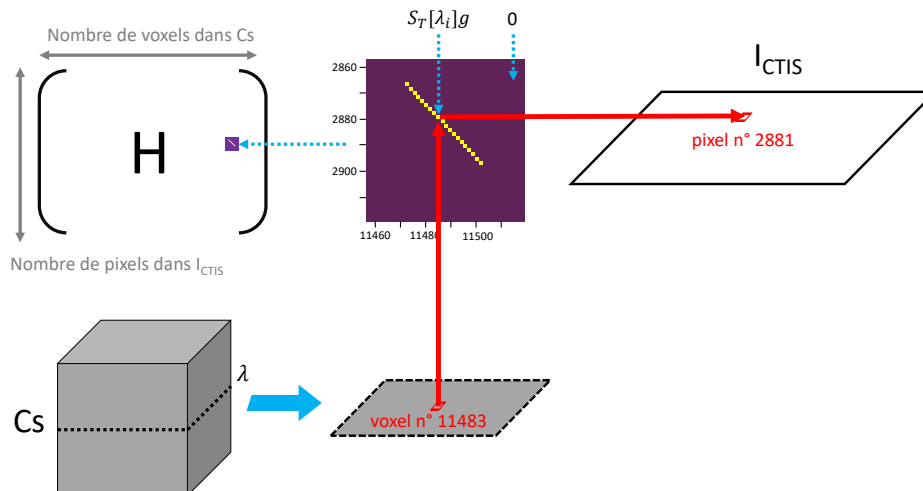 Nombre de voxels dans Cs
H
Nombre de pixels dans I_CTIS
S_T[λ_i]g
0
2860
2880
2900
11460
11480
11500
I_CTIS
pixel n° 2881
Cs
λ
voxel n° 11483